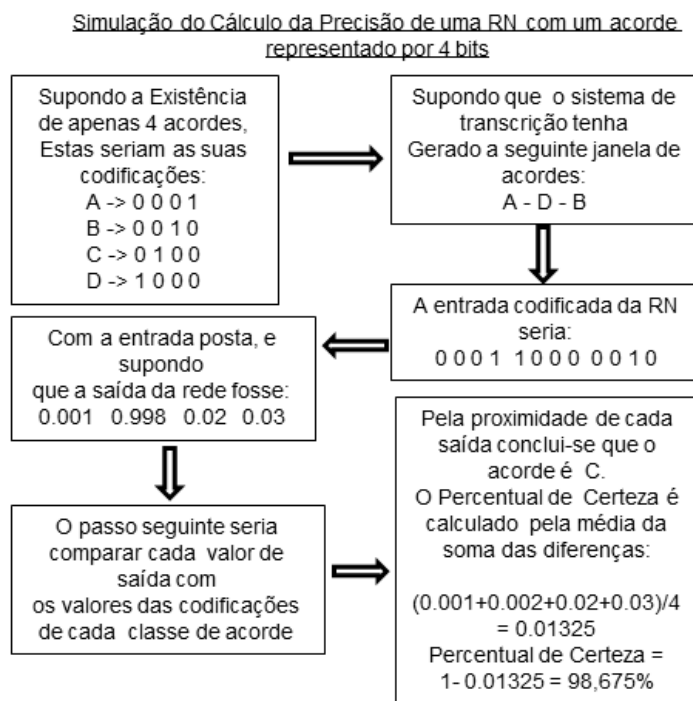 Simulação do Cálculo da Precisão de uma RN com um acorde
representado por 4 bits
Supondo a Existência
de apenas 4 acordes,
Estas seriam as suas
codificações:
A -> 0 0 0 1
B -> 0 0 1 0
C -> 0 1 0 0
D -> 1 0 0 0
Supondo que o sistema de
transcrição tenha
Gerado a seguinte janela de
acordes:
A - D - B
A entrada codificada da RN
seria:
0 0 0 1 1 0 0 0 0 0 1 0
Com a entrada posta, e
supondo
que a saída da rede fosse:
0.001 0.998 0.02 0.03
O passo seguinte seria
comparar cada valor de
saída com
os valores das codificações
de cada classe de acorde
Pela proximidade de cada
saída conclui-se que o
acorde é C.
O Percentual de Certeza é
calculado pela média da
soma das diferenças:
(0.001+0.002+0.02+0.03)/4
= 0.01325
Percentual de Certeza =
1- 0.01325 = 98,675%